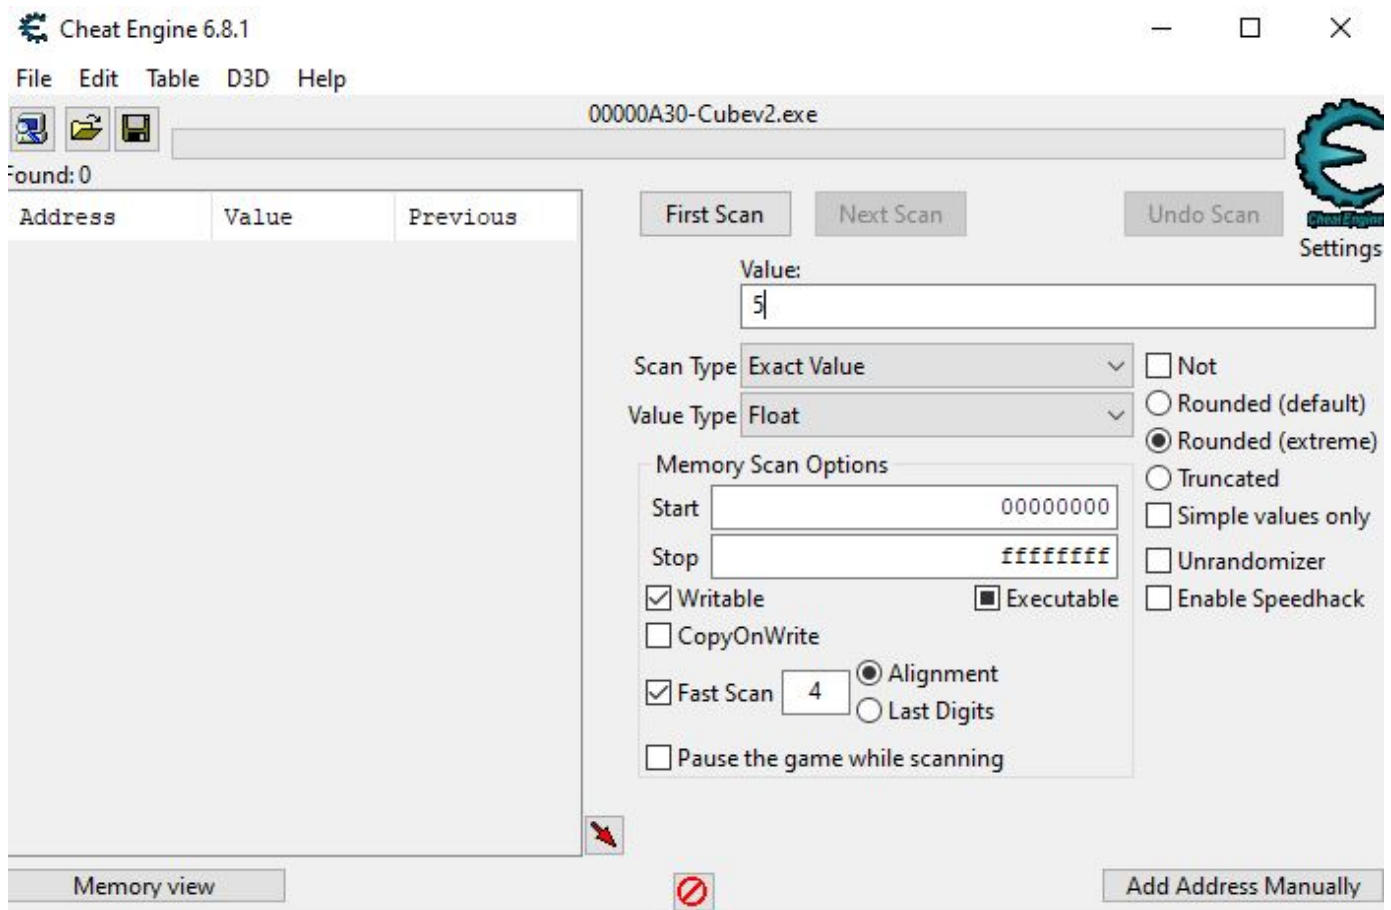 Cheat Engine 6.8.1
File Edit Table D3D Help
00000A30-Cubev2.exe
Found: 0
Address Value Previous
First Scan Next Scan Undo Scan
Cheat Engine
Settings
Value:
5
Scan Type Exact Value
Not
Value Type Float
Rounded (default)
Rounded (extreme)
Truncated
Simple values only
Unrandomizer
Enable Speedhack
Memory Scan Options
Start 00000000
Stop ffffffff
Writable Executable
CopyOnWrite
Fast Scan 4 Alignment
Last Digits
Pause the game while scanning
Memory view Add Address Manually